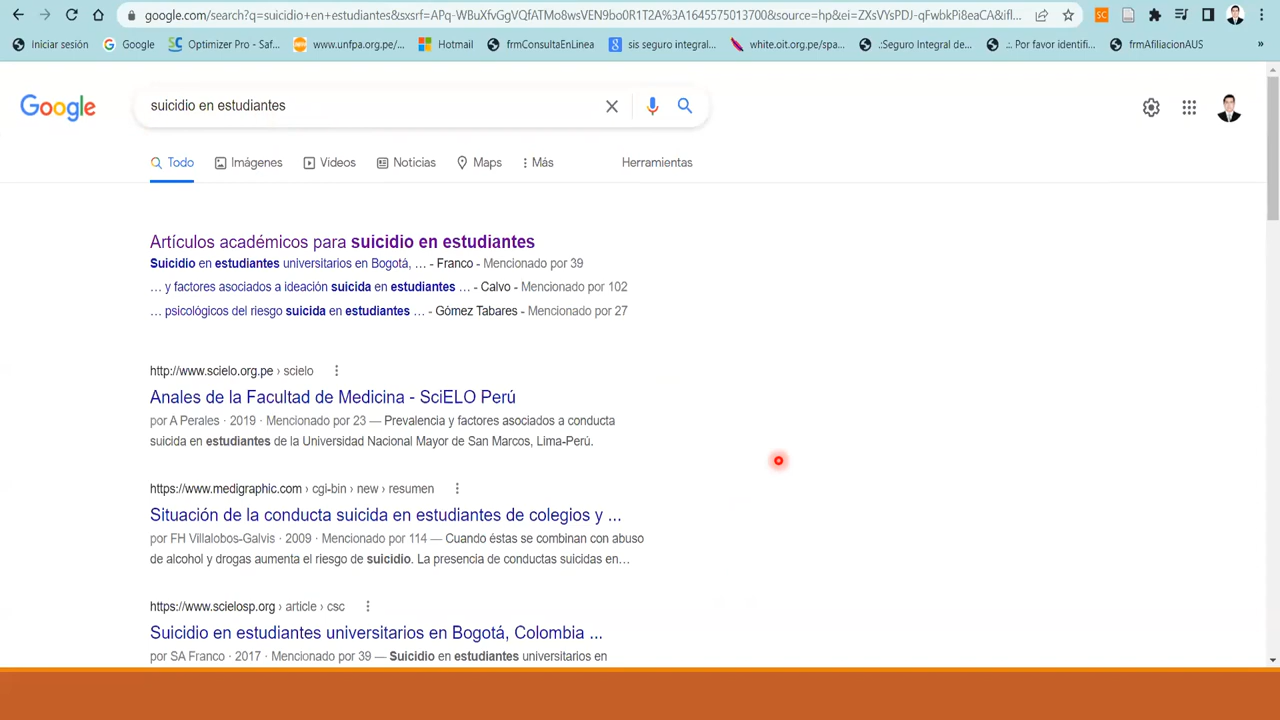 google.com/search?q=suicidio+en+estudiantes&sxsrf=APq-WBuXfvGgVQfATMo8wsVEN9bo0R1T2A%3A1645575013700&source=hp&ei=ZXsVYsPDJ-qFwbkPi8eaCA&ifl...
Iniciar sesión Google Optimizer Pro - Saf... www.unfpa.org.pe/... Hotmail frmConsultaEnLinea sis seguro integral... white.oit.org.pe/spa... .:Seguro Integral de... .:. Por favor identifi... frmAfiliacionAUS »
Google suicidio en estudiantes
Todo Imágenes Videos Noticias Maps Más Herramientas
Artículos académicos para suicidio en estudiantes
Suicidio en estudiantes universitarios en Bogotá, … - Franco - Mencionado por 39
… y factores asociados a ideación suicida en estudiantes … - Calvo - Mencionado por 102
… psicológicos del riesgo suicida en estudiantes … - Gómez Tabares - Mencionado por 27
http://www.scielo.org.pe › scielo
Anales de la Facultad de Medicina - SciELO Perú
por A Perales · 2019 · Mencionado por 23 — Prevalencia y factores asociados a conducta
suicida en estudiantes de la Universidad Nacional Mayor de San Marcos, Lima-Perú.
https://www.medigraphic.com › cgi-bin › new › resumen
Situación de la conducta suicida en estudiantes de colegios y ...
por FH Villalobos-Galvis · 2009 · Mencionado por 114 — Cuando éstas se combinan con abuso
de alcohol y drogas aumenta el riesgo de suicidio. La presencia de conductas suicidas en…
https://www.scielosp.org › article › csc
Suicidio en estudiantes universitarios en Bogotá, Colombia ...
por SA Franco · 2017 · Mencionado por 39 — Suicidio en estudiantes universitarios en